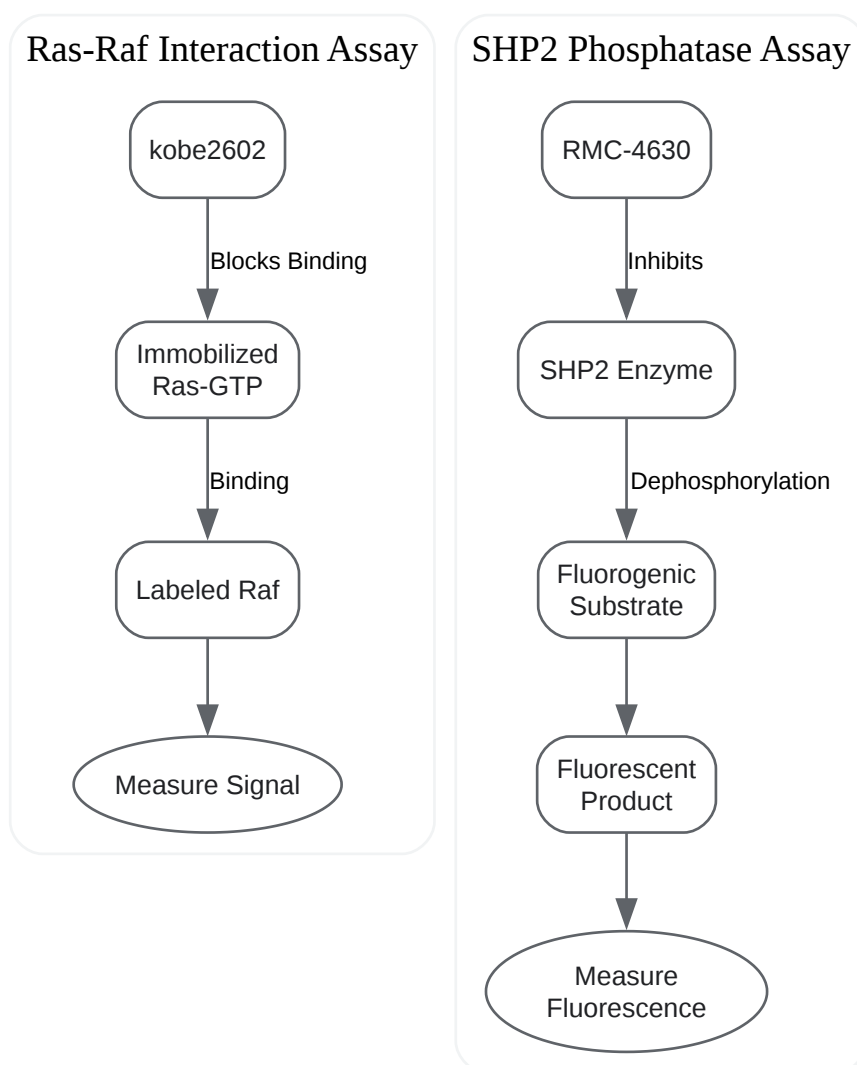 Ras-Raf Interaction Assay
kobe2602
Blocks Binding
Immobilized
Ras-GTP
Binding
Labeled Raf
Measure Signal
SHP2 Phosphatase Assay
RMC-4630
Inhibits
SHP2 Enzyme
Dephosphorylation
Fluorogenic
Substrate
Fluorescent
Product
Measure
Fluorescence